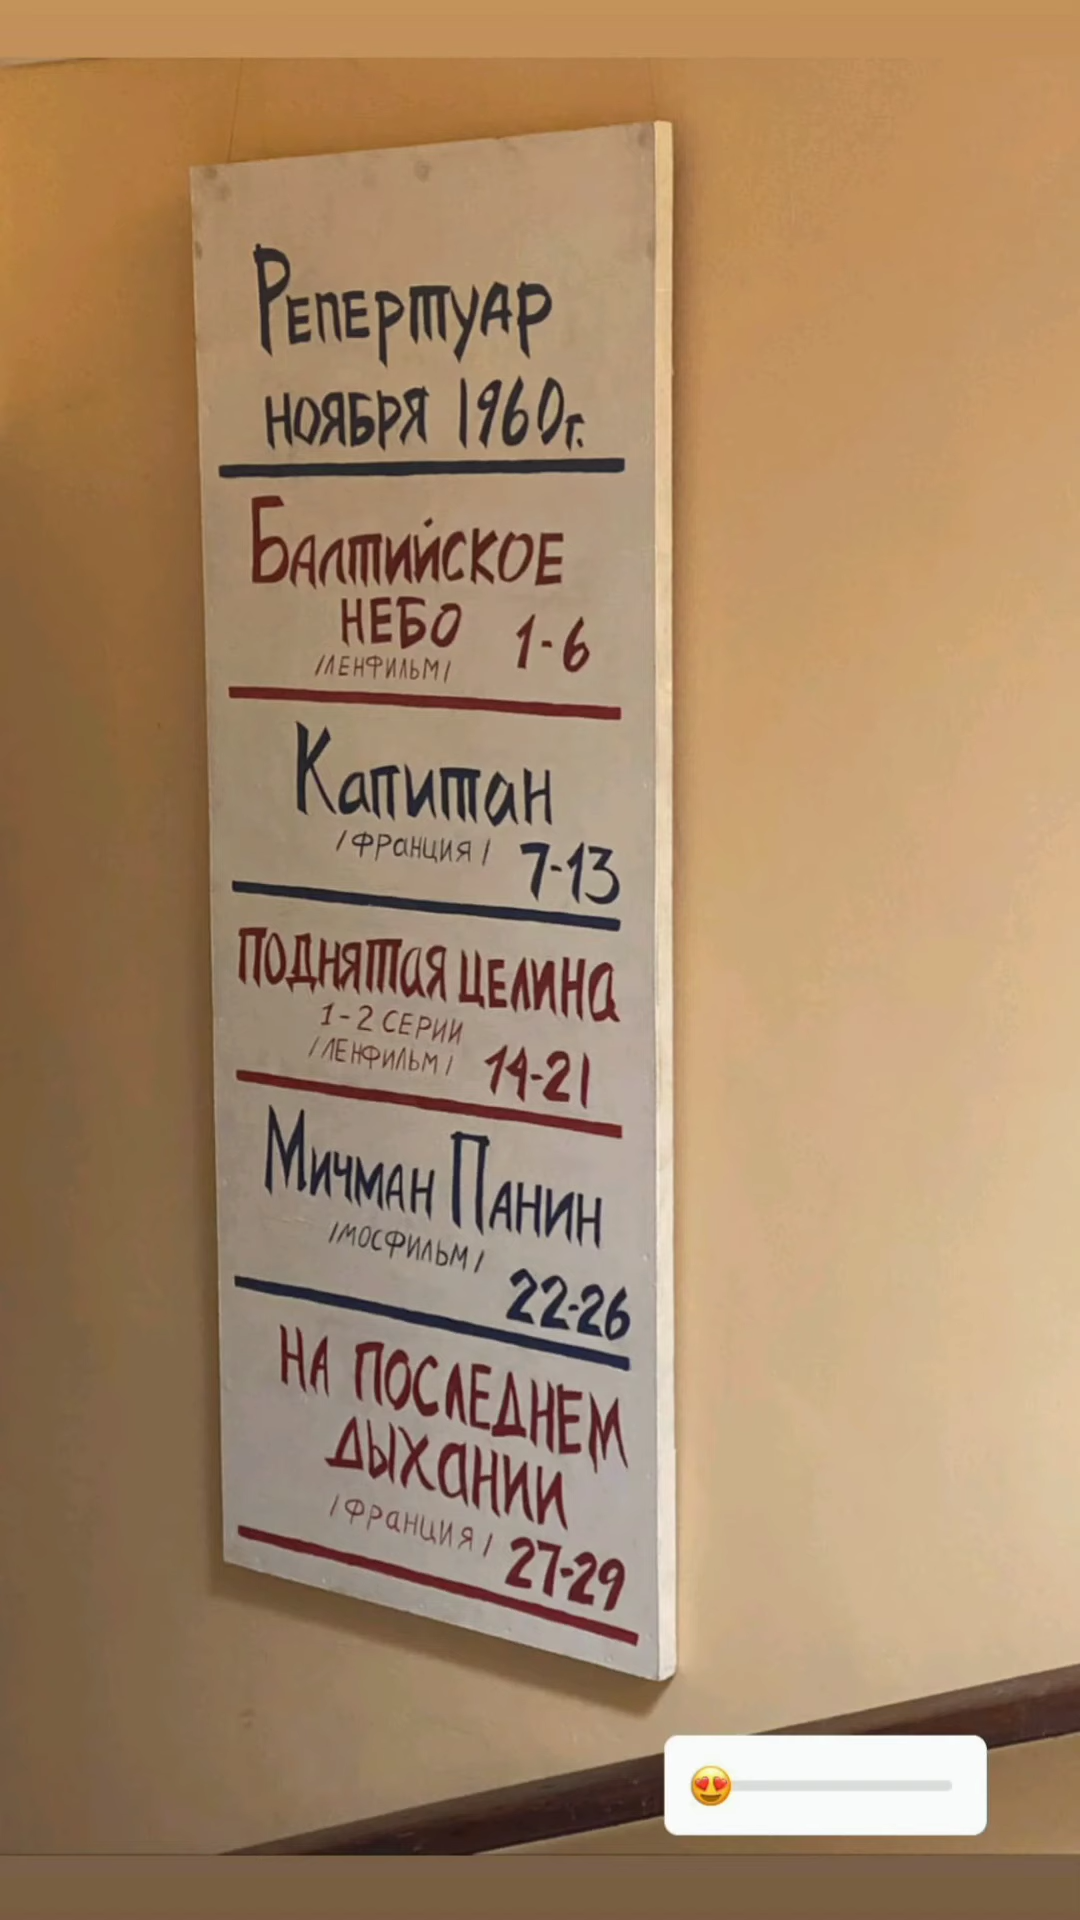 Репертуар
ноября 1960г.
Балтийское
небо 1-6
/Ленфильм/
Капитан
/Франция/ 7-13
Поднятая целина
1-2 серии
/Ленфильм/ 14-21
Мичман Панин
/Мосфильм/
22-26
На последнем
дыхании
/Франция/ 27-29